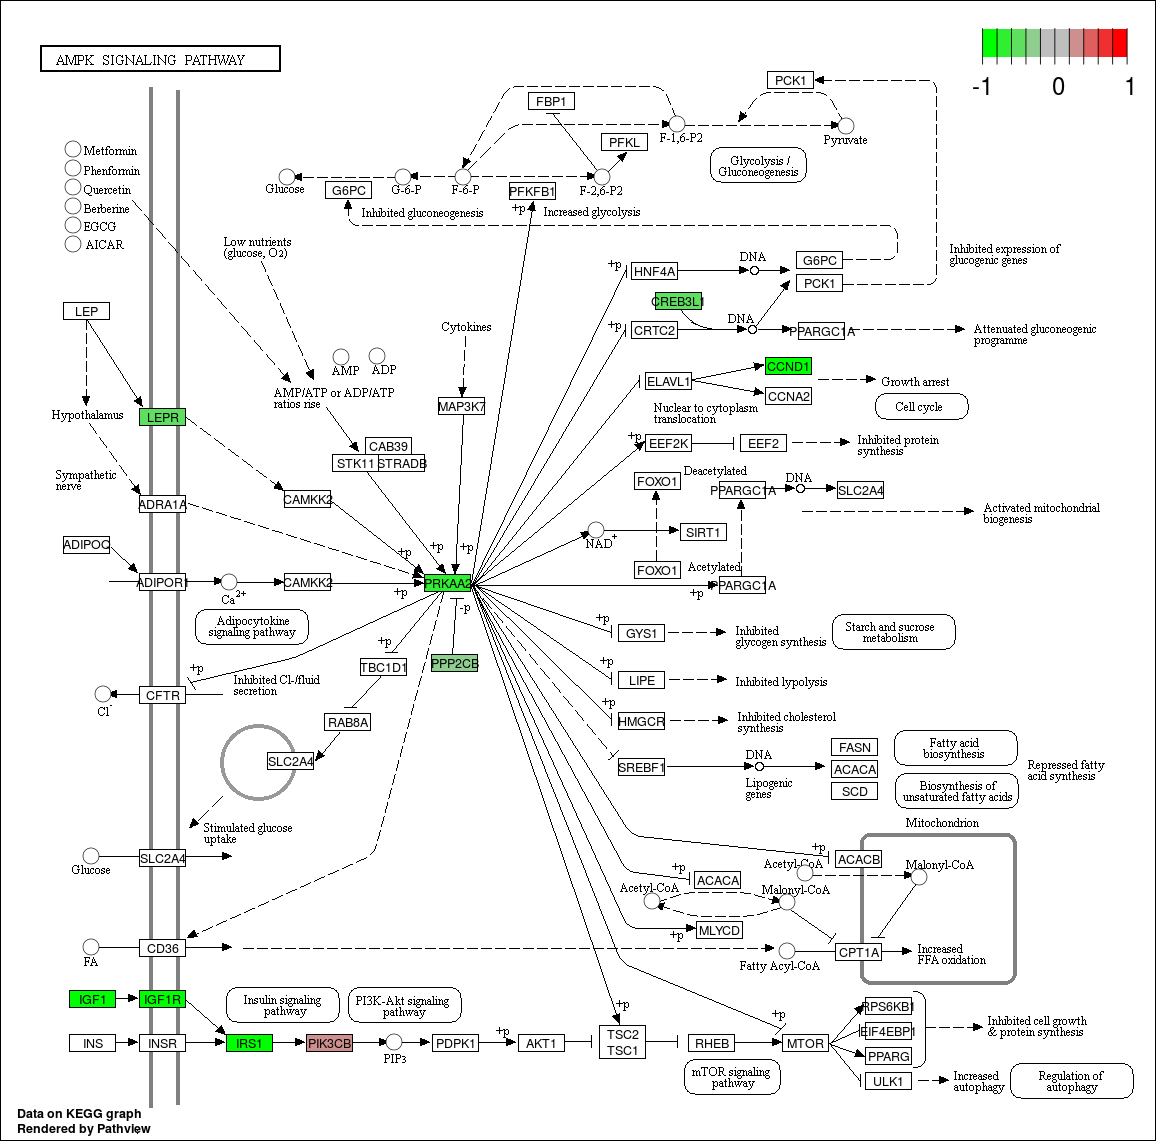 AMPK SIGNALING PATHWAY
-1
0
1
PCK1
FBP1
F-1,6-P2
Pyruvate
PFKL
Glycolysis /
Gluconeogenesis
Metformin
Phenformin
Quercetin
Berberine
EGCG
AICAR
Glucose
G-6-P
F-6-P
F-2,6-P2
G6PC
PFKFB1
+p
Inhibited gluconeogenesis
Increased glycolysis
Low nutrients
(glucose, O2)
Inhibited expression of
glucogenic genes
+p
HNF4A
DNA
G6PC
PCK1
CREB3L1
LEP
Cytokines
+p
CRTC2
DNA
PPARGC1A
Attenuated gluconeogenic
programme
AMP
ADP
AMP/ATP or ADP/ATP
ratios rise
ELAVL1
CCND1
CCNA2
Growth arrest
Cell cycle
Nuclear to cytoplasm
translocation
MAP3K7
Hypothalamus
LEPR
+p
EEF2K
EEF2
Inhibited protein
synthesis
CAB39
STK11
STRADB
Sympathetic
nerve
ADRA1A
CAMKK2
FOXO1
Deacetylated
PPARGC1A
DNA
SLC2A4
Activated mitochondrial
biogenesis
NAD+
SIRT1
ADIPOQ
+p
+p
+p
FOXO1
Acetylated
ADIPOR1
Ca2+
CAMKK2
+p
PRKAA2
+p
PPARGC1A
-p
Adipocytokine
signaling pathway
+p
GYS1
Inhibited
glycogen synthesis
Starch and sucrose
metabolism
+p
TBC1D1
PPP2CB
+p
+p
LIPE
Inhibited lypolysis
Inhibited Cl-/fluid
secretion
CFTR
Cl-
RAB8A
+p
HMGCR
Inhibited cholesterol
synthesis
SLC2A4
SREBF1
DNA
Lipogenic
genes
FASN
ACACA
SCD
Fatty acid
biosynthesis
Biosynthesis of
unsaturated fatty acids
Repressed fatty
acid synthesis
Stimulated glucose
uptake
Mitochondrion
Glucose
SLC2A4
+p
ACACB
Acetyl-CoA
Malonyl-CoA
+p
ACACA
Acetyl-CoA
Malonyl-CoA
+p
MLYCD
FA
CD36
Fatty Acyl-CoA
CPT1A
Increased
FFA oxidation
IGF1
IGF1R
Insulin signaling
pathway
PI3K-Akt signaling
pathway
+p
+p
INS
INSR
IRS1
PIK3CB
PIP3
PDPK1
+p
AKT1
TSC2
TSC1
RHEB
MTOR
RPS6KB1
EIF4EBP1
PPARG
ULK1
Inhibited cell growth
& protein synthesis
mTOR signaling
pathway
Increased
autophagy
Regulation of
autophagy
Data on KEGG graph
Rendered by Pathview